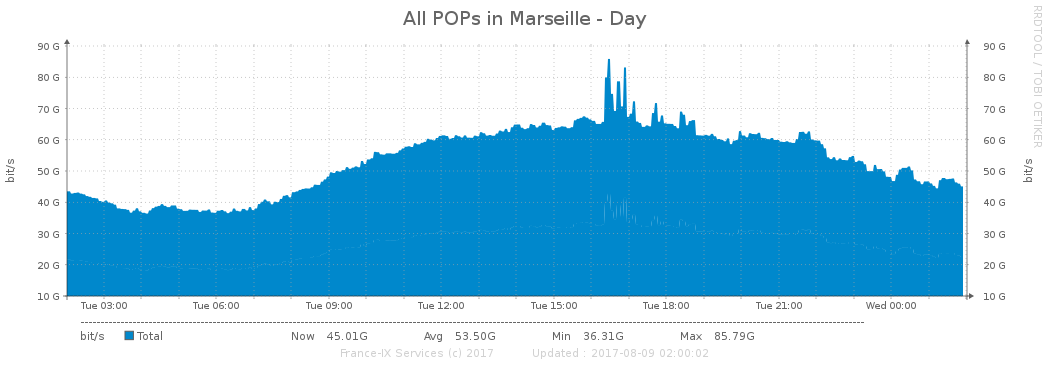 All POPs in Marseille - Day
RRDTOOL / TOBI OETIKER
90 G 90 G
80 G 80 G
70 G 70 G
60 G 60 G
50 G 50 G
40 G 40 G
30 G 30 G
20 G 20 G
10 G 10 G
bit/s
bit/s
Tue 03:00 Tue 06:00 Tue 09:00 Tue 12:00 Tue 15:00 Tue 18:00 Tue 21:00 Wed 00:00
bit/s Total Now 45.01G Avg 53.50G Min 36.31G Max 85.79G
France-IX Services (c) 2017 Updated : 2017-08-09 02:00:02